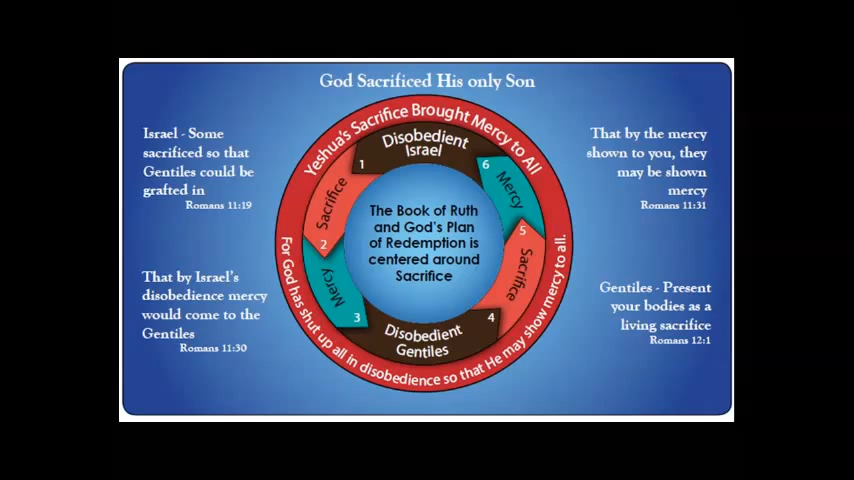 God Sacrificed His only Son
Israel - Some
sacrificed so that
Gentiles could be
grafted in
Romans 11:19
That by Israel's
disobedience mercy
would come to the
Gentiles
Romans 11:30
Yeshua's Sacrifice Brought Mercy to All
For God has shut up all in disobedience so that He may show mercy to all.
Disobedient
Israel
1
Sacrifice
2
Mercy
3
Disobedient
Gentiles
4
Sacrifice
5
Mercy
6
The Book of Ruth
and God's Plan
of Redemption is
centered around
Sacrifice
That by the mercy
shown to you, they
may be shown
mercy
Romans 11:31
Gentiles - Present
your bodies as a
living sacrifice
Romans 12:1